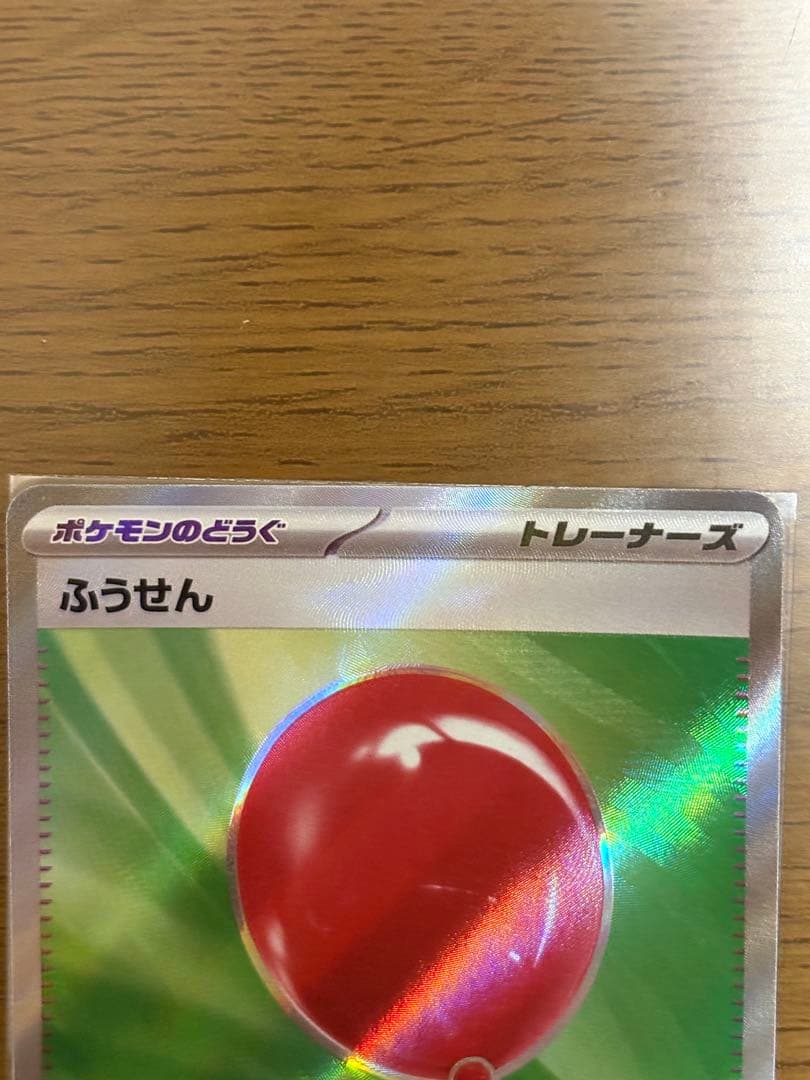 ポケモンのどうぐ トレーナーズ
ふうせん